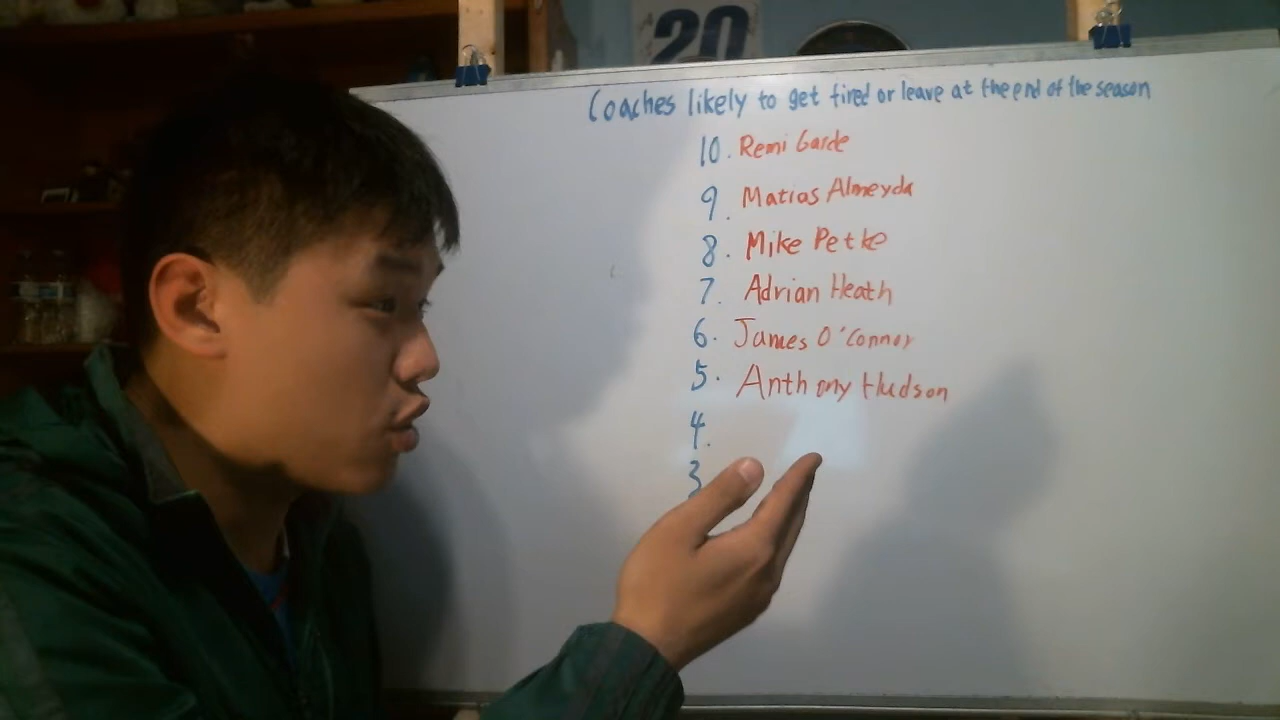 20
Coaches likely to get fired or leave at the end of the season
10. Remi Garde
9. Matias Almeyda
8. Mike Petke
7. Adrian Heath
6. James O'Connor
5. Anthony Hudson
4.
3